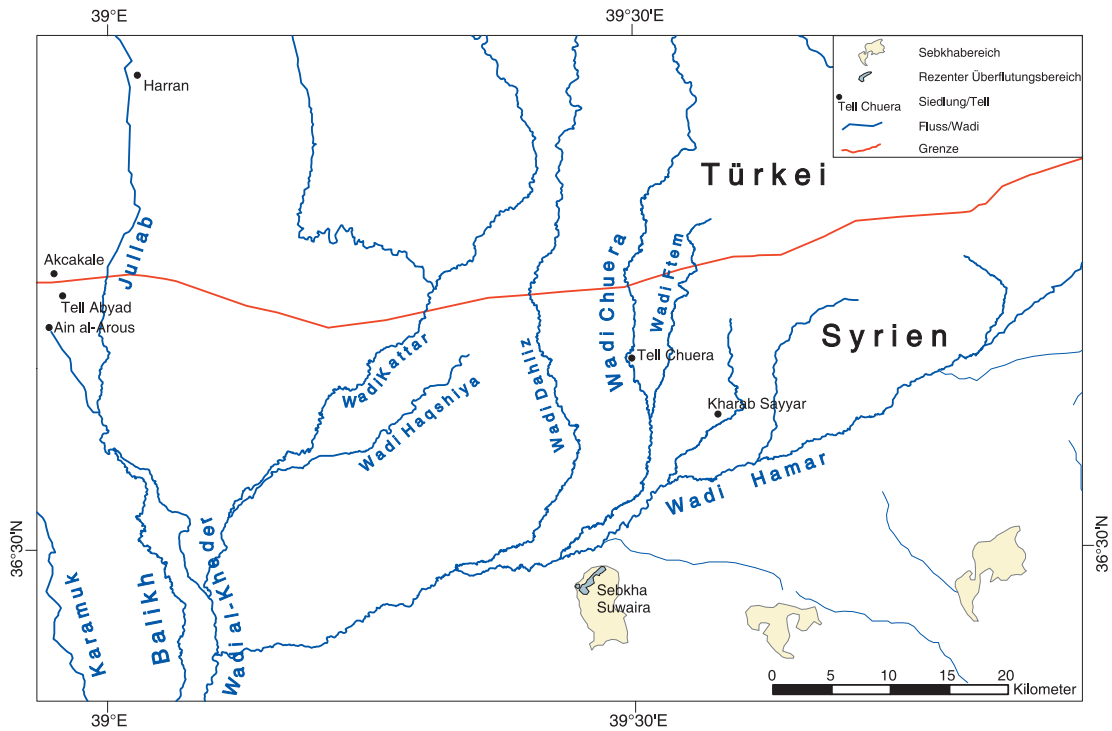 39°E
39°30'E
Harran
Sebkhabereich
Rezenter Überflutungsbereich
Tell Chuera
Siedlung/Tell
Fluss/Wadi
Grenze
Türkei
Jullab
Akcakale
Tell Abyad
Ain al-Arous
Wadi Chuera
Wadi Ftem
Syrien
Wadi Kattar
Wadi Haqshiya
Wadi Dahliz
Tell Chuera
Kharab Sayyar
Wadi Hamar
36°30'N
36°30'N
Karamuk
Balikh
Wadi al-Kheder
Sebkha
Suwaira
0 5 10 15 20
Kilometer
39°E
39°30'E